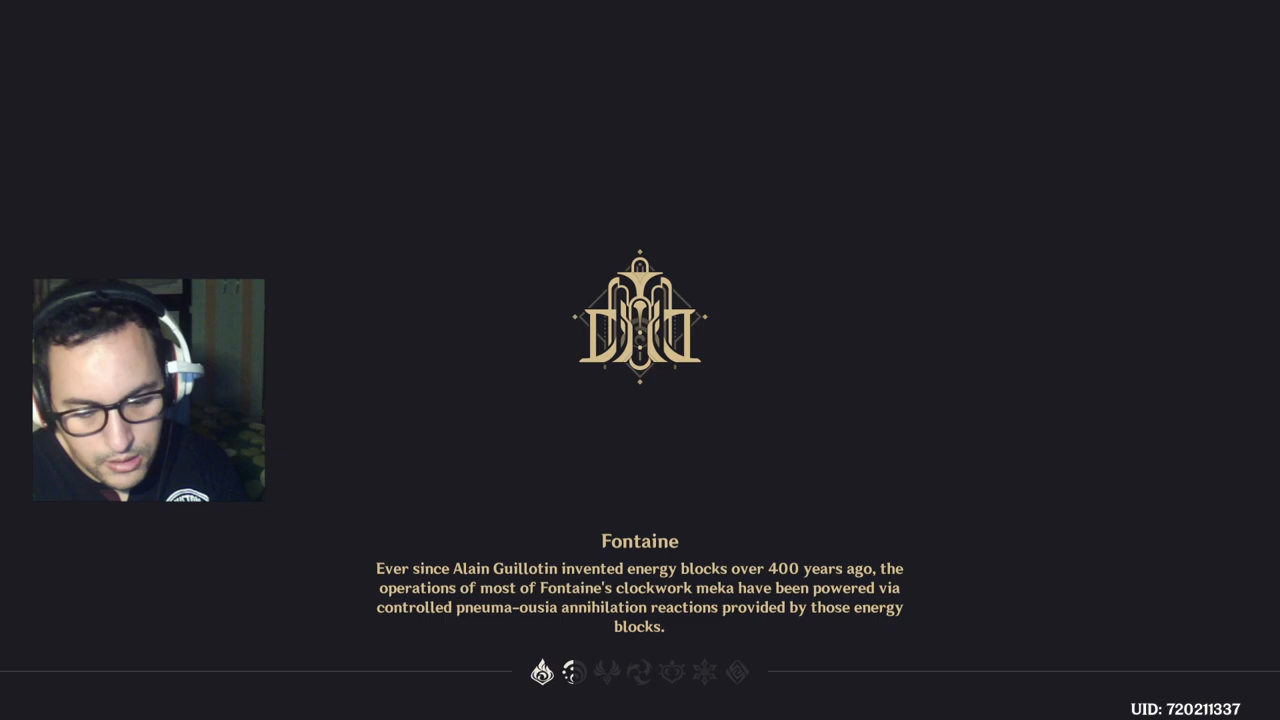 Fontaine
Ever since Alain Guillotin invented energy blocks over 400 years ago, the
operations of most of Fontaine's clockwork meka have been powered via
controlled pneuma-ousia annihilation reactions provided by those energy
blocks.
UID: 720211337